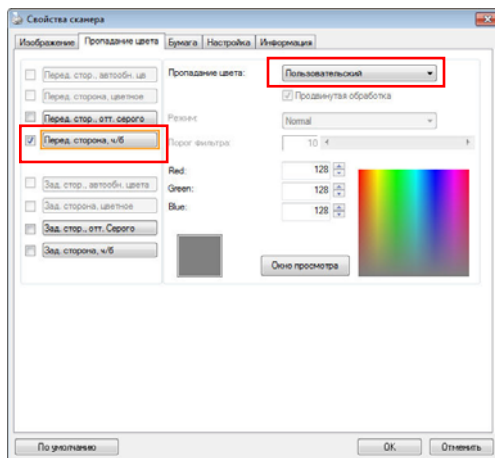 Свойства сканера
Изображение Пропадание цвета Бумага Настройка Информация
Перед. стор., автообн. цв
Перед. сторона, цветное
Перед. стор., отт. серого
Перед. сторона, ч/б
Зад. стор., автообн. цвета
Зад. сторона, цветное
Зад. стор., отт. Серого
Зад. сторона, ч/б
Пропадание цвета: Пользовательский
Продвинутая обработка
Режим: Normal
Порог Фильтра: 10
Red: 128
Green: 128
Blue: 128
Окно просмотра
По умолчанию OK Отменить